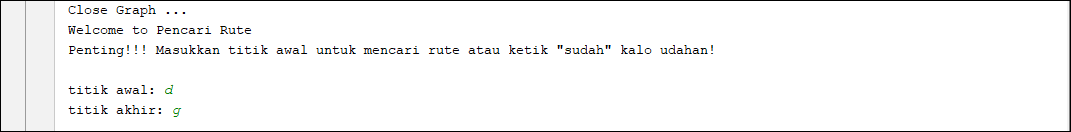 Close Graph ...
Welcome to Pencari Rute
Penting!!! Masukkan titik awal untuk mencari rute atau ketik "sudah" kalo udahan!
titik awal: d
titik akhir: g